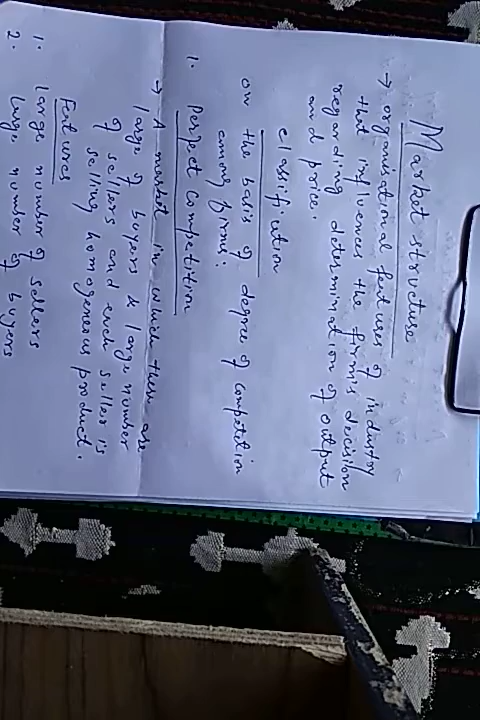 Market structure
→ organisational features of industry
that influences the firm's decision
regarding determination of output
and price.
classification
on the basis of degree of competition
among firms:
1. Perfect competition
→ A market in which there are
large of buyers & large number
of sellers and each seller is
selling homogeneous product.
Features
1. large number of sellers
2. large number of buyers